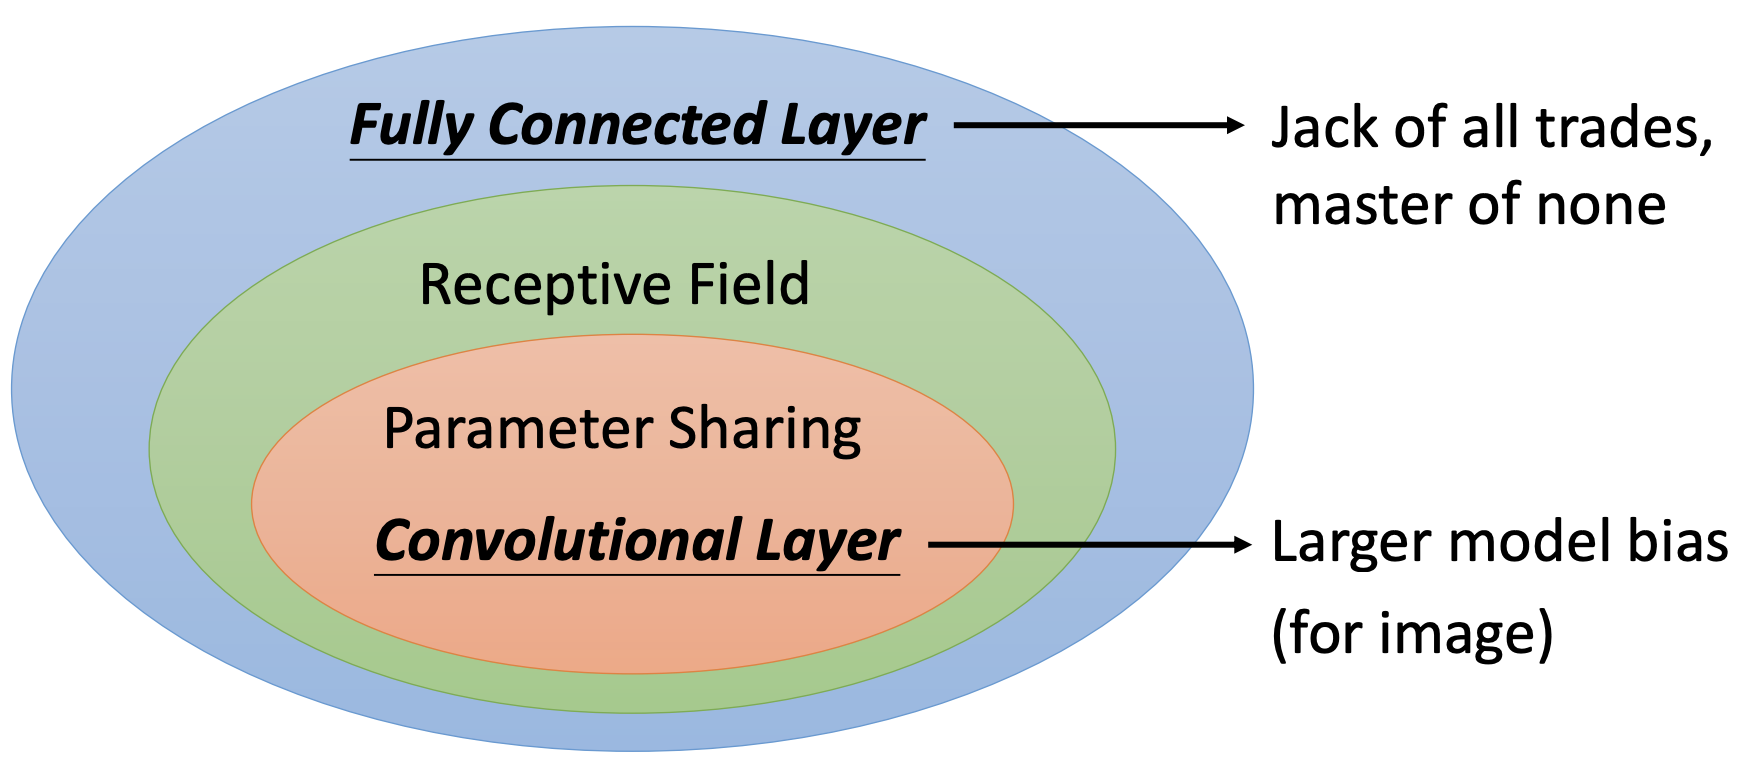 Fully Connected Layer
Jack of all trades,
master of none
Receptive Field
Parameter Sharing
Convolutional Layer
Larger model bias
(for image)